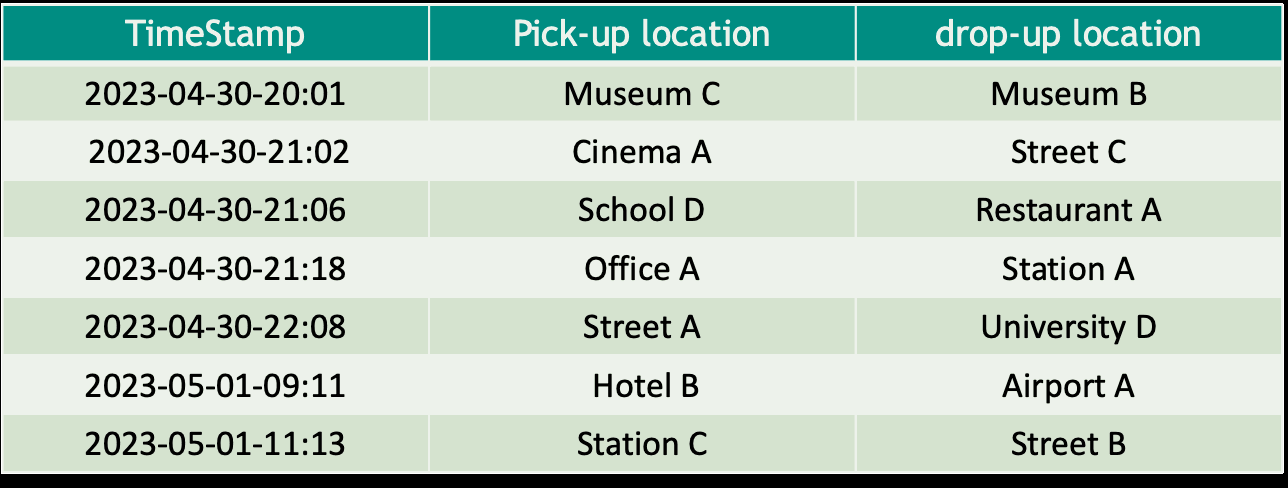 TimeStamp Pick-up location drop-up location
2023-04-30-20:01 Museum C Museum B
2023-04-30-21:02 Cinema A Street C
2023-04-30-21:06 School D Restaurant A
2023-04-30-21:18 Office A Station A
2023-04-30-22:08 Street A University D
2023-05-01-09:11 Hotel B Airport A
2023-05-01-11:13 Station C Street B